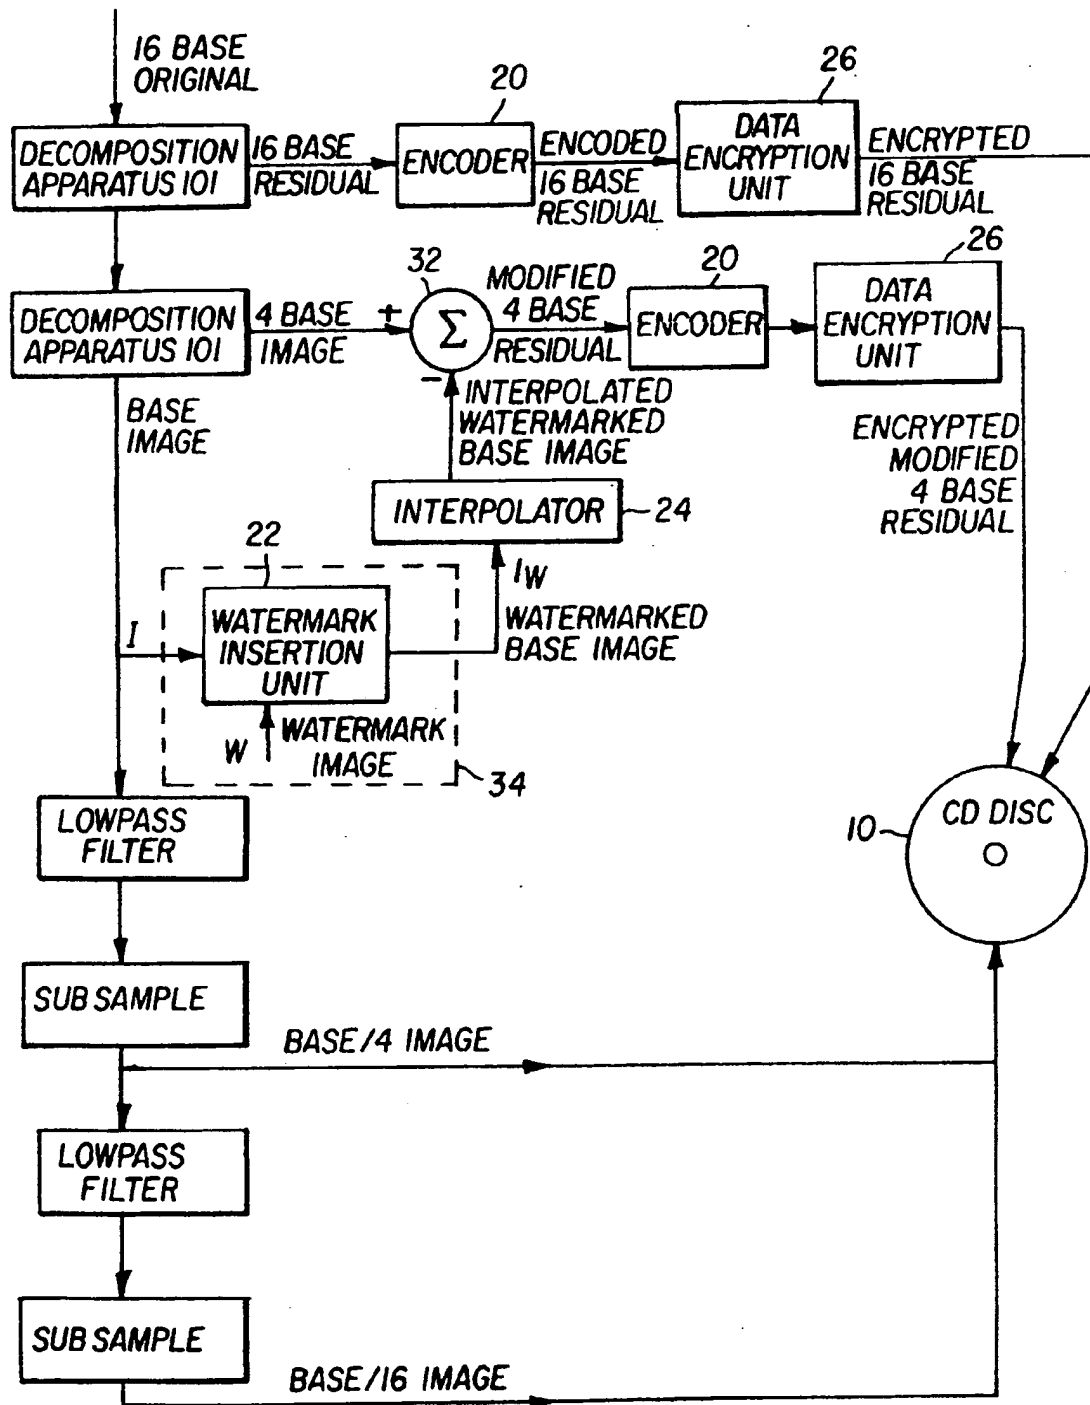 16 BASE
ORIGINAL
20
26
DECOMPOSITION
APPARATUS 101
16 BASE
RESIDUAL
ENCODER
ENCODED
16 BASE
RESIDUAL
DATA
ENCRYPTION
UNIT
ENCRYPTED
16 BASE
RESIDUAL
32
MODIFIED
4 BASE
RESIDUAL
20
26
DECOMPOSITION
APPARATUS 101
4 BASE
IMAGE
+
Σ
-
ENCODER
DATA
ENCRYPTION
UNIT
BASE
IMAGE
INTERPOLATED
WATERMARKED
BASE IMAGE
ENCRYPTED
MODIFIED
4 BASE
RESIDUAL
INTERPOLATOR
24
22
IW
WATERMARKED
BASE IMAGE
I
WATERMARK
INSERTION
UNIT
W
WATERMARK
IMAGE
34
LOWPASS
FILTER
10
CD DISC
SUB SAMPLE
BASE/4 IMAGE
LOWPASS
FILTER
SUB SAMPLE
BASE/16 IMAGE